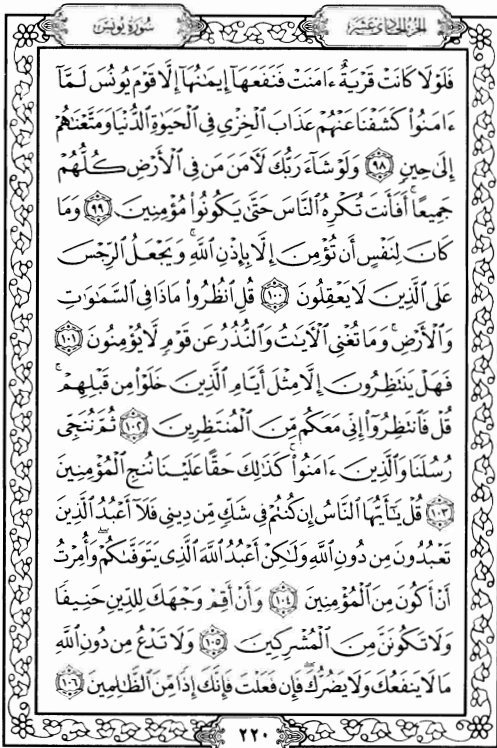 الجزء الحادي عشر
سورة يونس
فَلَوْلَا كَانَتْ قَرْيَةٌ ءَامَنَتْ فَنَفَعَهَآ إِيمَٰنُهَآ إِلَّا قَوْمَ يُونُسَ لَمَّآ
ءَامَنُوا۟ كَشَفْنَا عَنْهُمْ عَذَابَ ٱلْخِزْىِ فِى ٱلْحَيَوٰةِ ٱلدُّنْيَا وَمَتَّعْنَٰهُمْ
إِلَىٰ حِينٍ ٩٨ وَلَوْ شَآءَ رَبُّكَ لَءَامَنَ مَن فِى ٱلْأَرْضِ كُلُّهُمْ
جَمِيعًا ۚ أَفَأَنتَ تُكْرِهُ ٱلنَّاسَ حَتَّىٰ يَكُونُوا۟ مُؤْمِنِينَ ٩٩ وَمَا
كَانَ لِنَفْسٍ أَن تُؤْمِنَ إِلَّا بِإِذْنِ ٱللَّهِ ۚ وَيَجْعَلُ ٱلرِّجْسَ
عَلَى ٱلَّذِينَ لَا يَعْقِلُونَ ١٠٠ قُلِ ٱنظُرُوا۟ مَاذَا فِى ٱلسَّمَٰوَٰتِ
وَٱلْأَرْضِ ۚ وَمَا تُغْنِى ٱلْءَايَٰتُ وَٱلنُّذُرُ عَن قَوْمٍ لَّا يُؤْمِنُونَ ١٠١
فَهَلْ يَنتَظِرُونَ إِلَّا مِثْلَ أَيَّامِ ٱلَّذِينَ خَلَوْا۟ مِن قَبْلِهِمْ ۚ
قُلْ فَٱنتَظِرُوٓا۟ إِنِّى مَعَكُم مِّنَ ٱلْمُنتَظِرِينَ ١٠٢ ثُمَّ نُنَجِّى
رُسُلَنَا وَٱلَّذِينَ ءَامَنُوا۟ ۚ كَذَٰلِكَ حَقًّا عَلَيْنَا نُنجِ ٱلْمُؤْمِنِينَ
١٠٣ قُلْ يَٰٓأَيُّهَا ٱلنَّاسُ إِن كُنتُمْ فِى شَكٍّ مِّن دِينِى فَلَآ أَعْبُدُ ٱلَّذِينَ
تَعْبُدُونَ مِن دُونِ ٱللَّهِ وَلَٰكِنْ أَعْبُدُ ٱللَّهَ ٱلَّذِى يَتَوَفَّىٰكُمْ ۖ وَأُمِرْتُ
أَنْ أَكُونَ مِنَ ٱلْمُؤْمِنِينَ ١٠٤ وَأَنْ أَقِمْ وَجْهَكَ لِلدِّينِ حَنِيفًا
وَلَا تَكُونَنَّ مِنَ ٱلْمُشْرِكِينَ ١٠٥ وَلَا تَدْعُ مِن دُونِ ٱللَّهِ
مَا لَا يَنفَعُكَ وَلَا يَضُرُّكَ ۖ فَإِن فَعَلْتَ فَإِنَّكَ إِذًا مِّنَ ٱلظَّٰلِمِينَ ١٠٦
٢٢٠